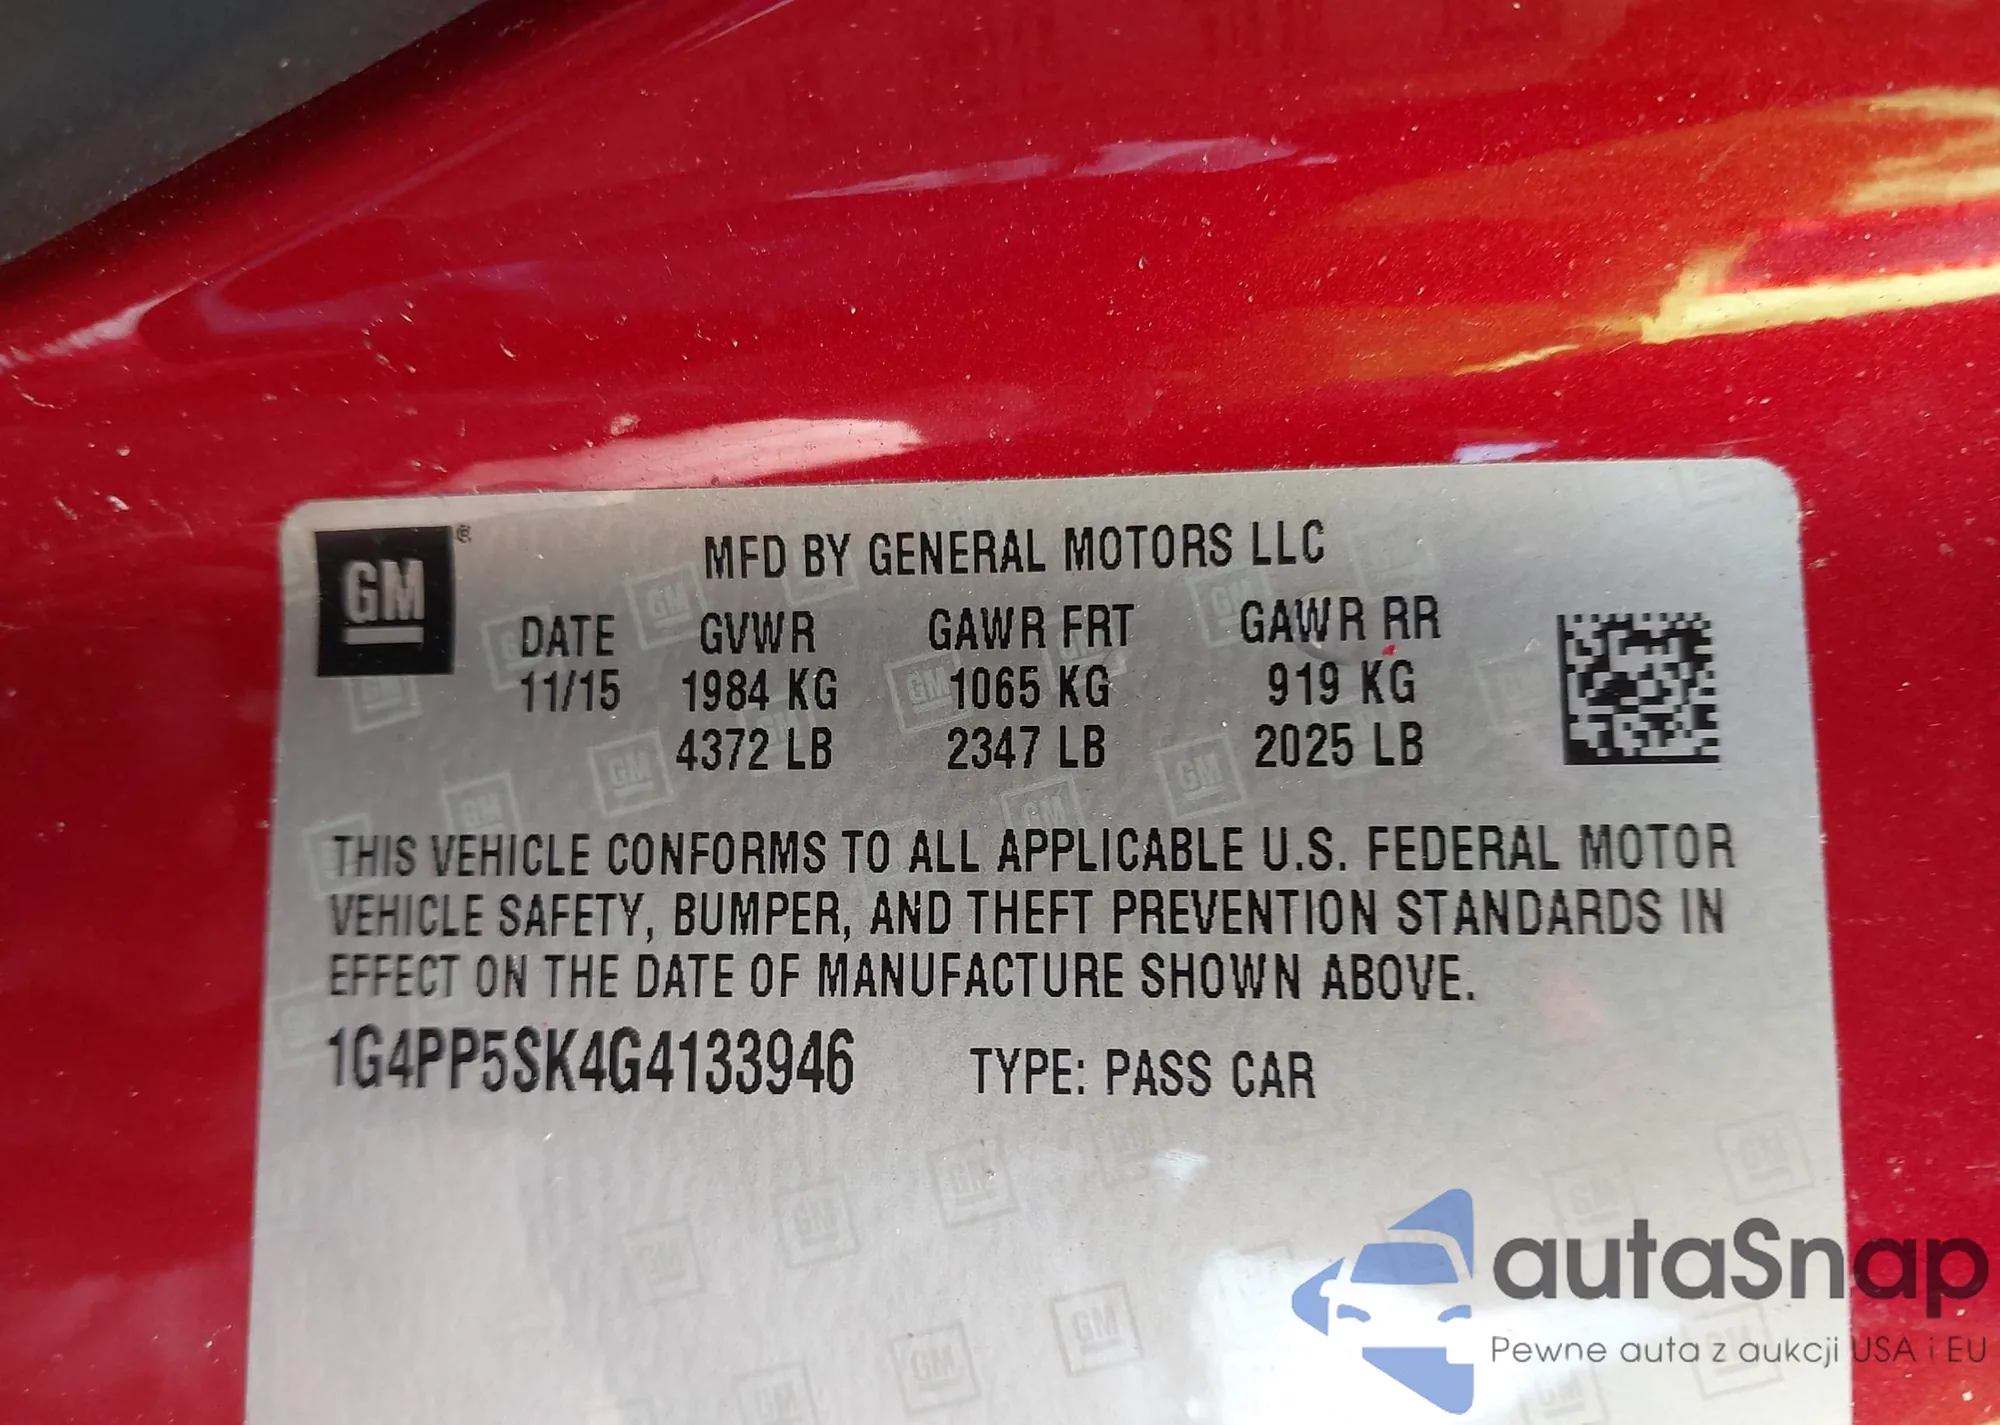 GM ®
MFD BY GENERAL MOTORS LLC
DATE GVWR GAWR FRT GAWR RR
11/15 1984 KG 1065 KG 919 KG
4372 LB 2347 LB 2025 LB
THIS VEHICLE CONFORMS TO ALL APPLICABLE U.S. FEDERAL MOTOR
VEHICLE SAFETY, BUMPER, AND THEFT PREVENTION STANDARDS IN
EFFECT ON THE DATE OF MANUFACTURE SHOWN ABOVE.
1G4PP5SK4G4133946 TYPE: PASS CAR
autaSnap
Pewne auta z aukcji USA i EU